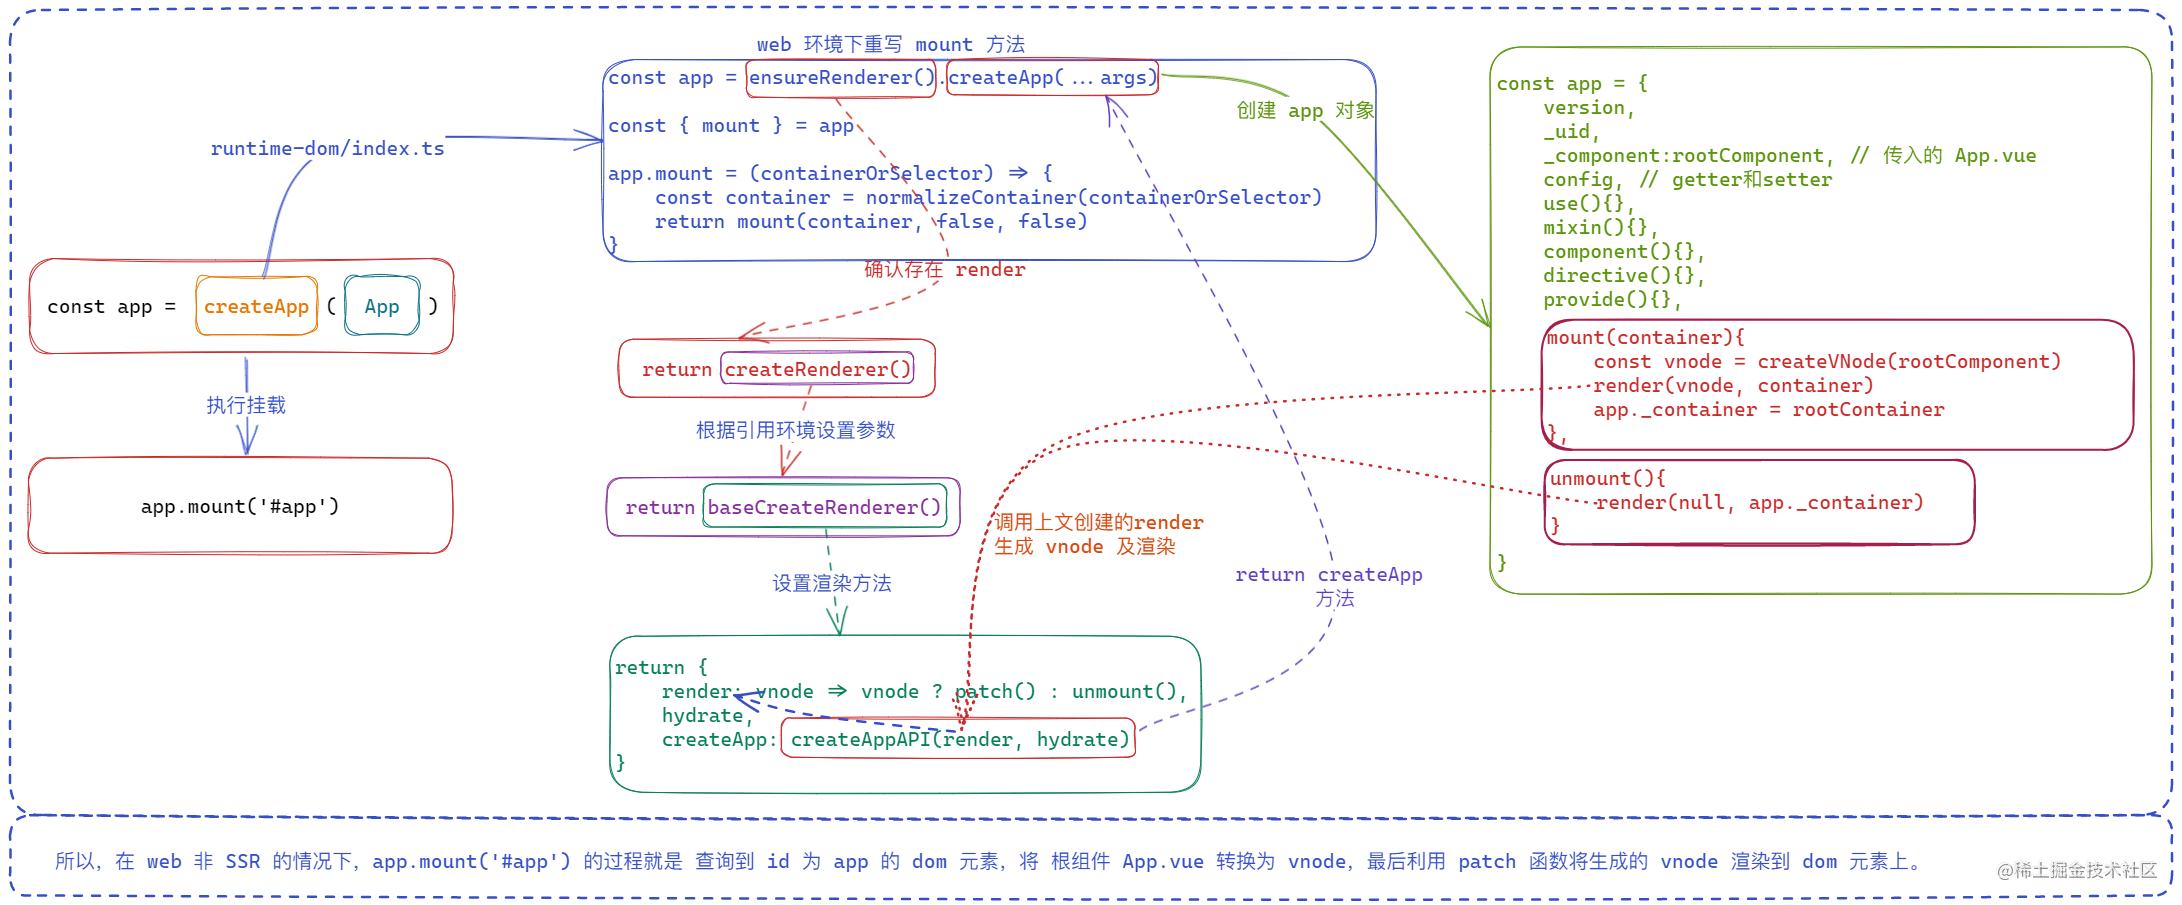 web 环境下重写 mount 方法
const app = ensureRenderer().createApp(...args)
const { mount } = app
app.mount = (containerOrSelector) => {
const container = normalizeContainer(containerOrSelector)
return mount(container, false, false)
}
runtime-dom/index.ts
const app = createApp ( App )
执行挂载
app.mount('#app')
确认存在 render
return createRenderer()
根据引用环境设置参数
return baseCreateRenderer()
设置渲染方法
return {
render: vnode => vnode ? patch() : unmount(),
hydrate,
createApp: createAppAPI(render, hydrate)
}
调用上文创建的render
生成 vnode 及渲染
return createApp
方法
创建 app 对象
const app = {
version,
_uid,
_component:rootComponent, // 传入的 App.vue
config, // getter和setter
use(){},
mixin(){},
component(){},
directive(){},
provide(){},
mount(container){
const vnode = createVNode(rootComponent)
render(vnode, container)
app._container = rootContainer
},
unmount(){
render(null, app._container)
}
}
所以，在 web 非 SSR 的情况下，app.mount('#app') 的过程就是 查询到 id 为 app 的 dom 元素，将 根组件 App.vue 转换为 vnode，最后利用 patch 函数将生成的 vnode 渲染到 dom 元素上。
@稀土掘金技术社区